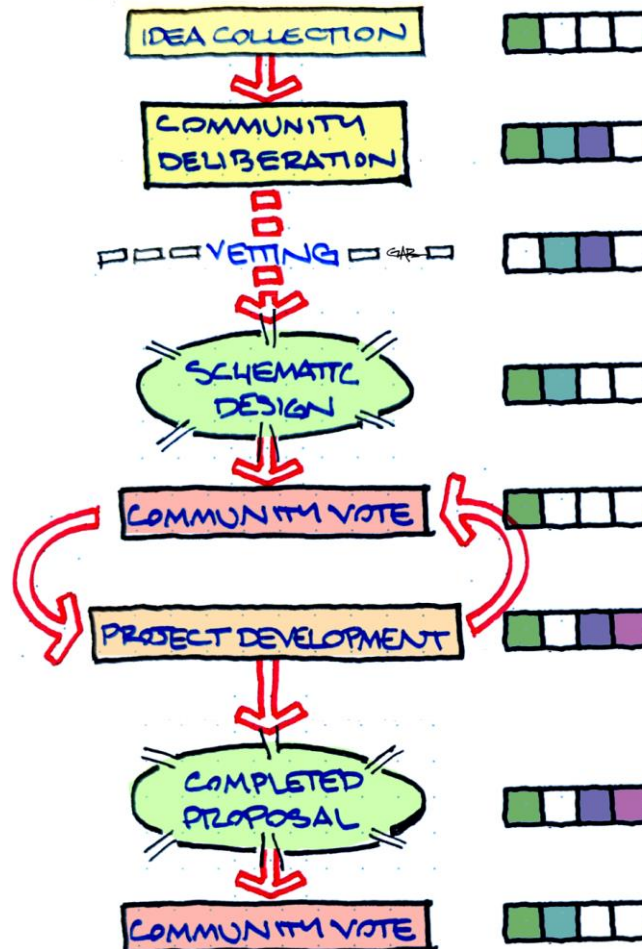 IDEA COLLECTION
COMMUNITY
DELIBERATION
VETTING
SCHEMATIC
DESIGN
COMMUNITY VOTE
PROJECT DEVELOPMENT
COMPLETED
PROPOSAL
COMMUNITY VOTE